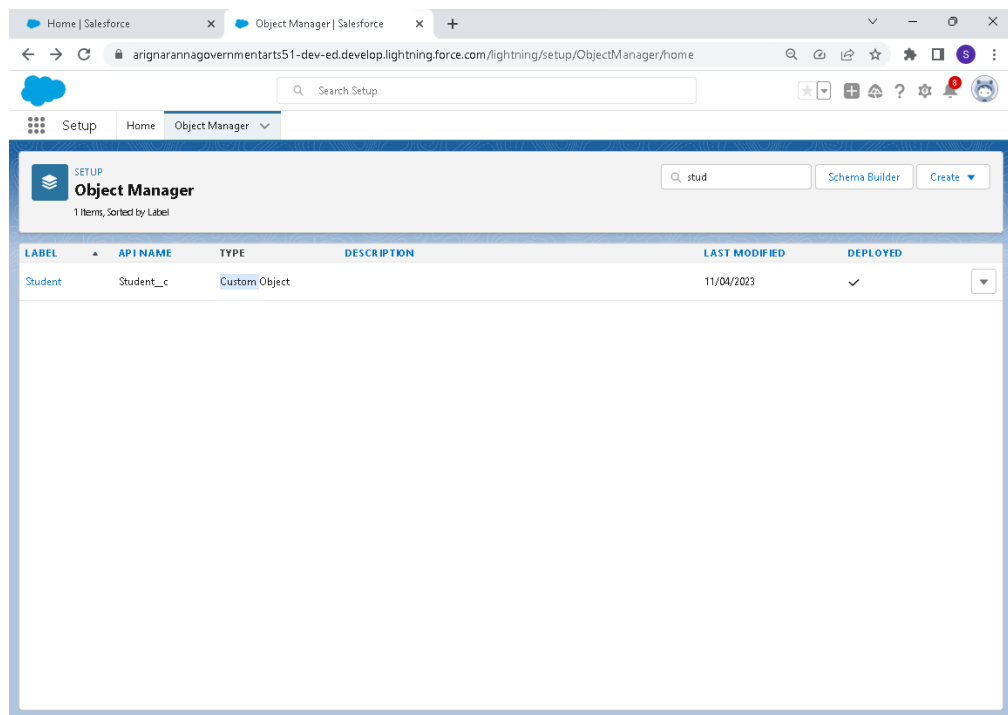 Home | Salesforce
Object Manager | Salesforce
arignarannagovernmentarts51-dev-ed.develop.lightning.force.com/lightning/setup/ObjectManager/home
S
Search Setup
8
Setup Home Object Manager
SETUP
Object Manager
1 Items, Sorted by Label
stud
Schema Builder
Create
LABEL API NAME TYPE DESCRIPTION LAST MODIFIED DEPLOYED
Student Student__c Custom Object 11/04/2023